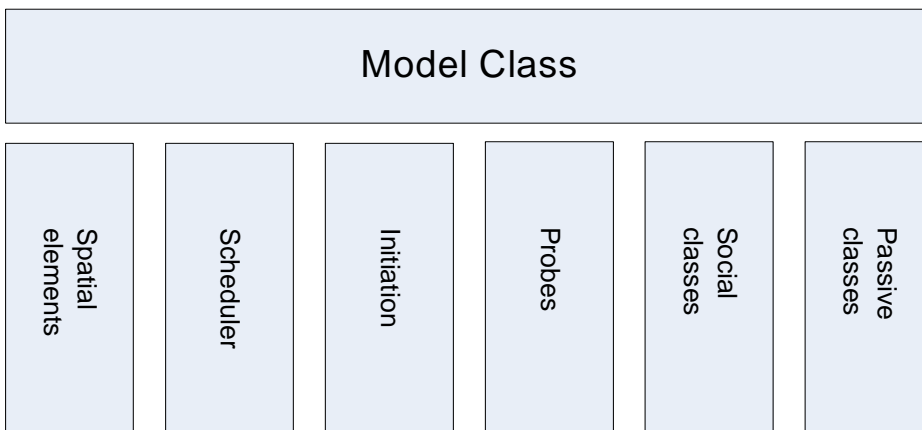 Model Class
Spatial
elements
Scheduler
Initiation
Probes
Social
classes
Passive
classes